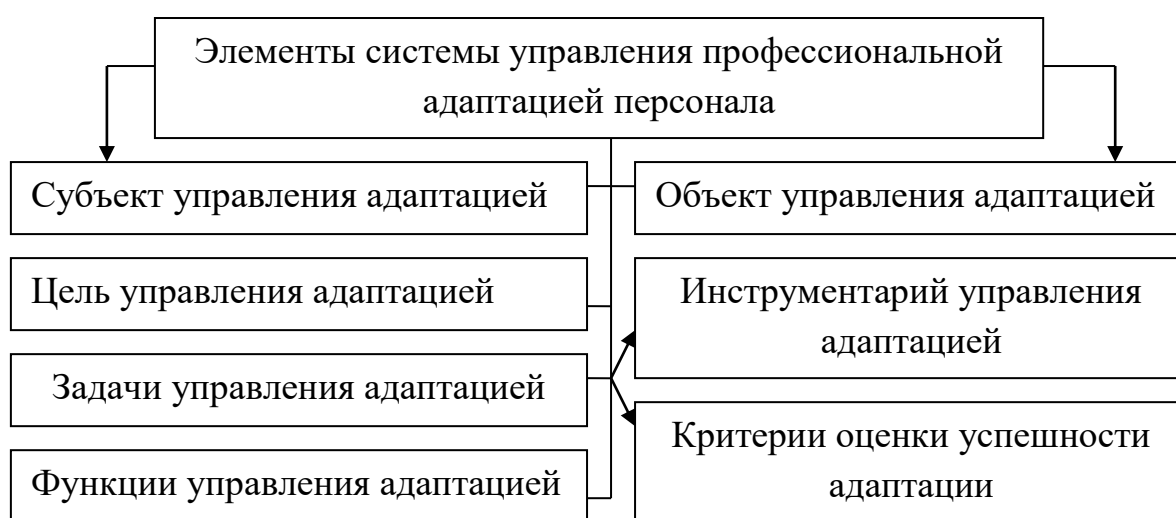 Элементы системы управления профессиональной
адаптацией персонала
Субъект управления адаптацией
Объект управления адаптацией
Цель управления адаптацией
Инструментарий управления
адаптацией
Задачи управления адаптацией
Критерии оценки успешности
адаптации
Функции управления адаптацией